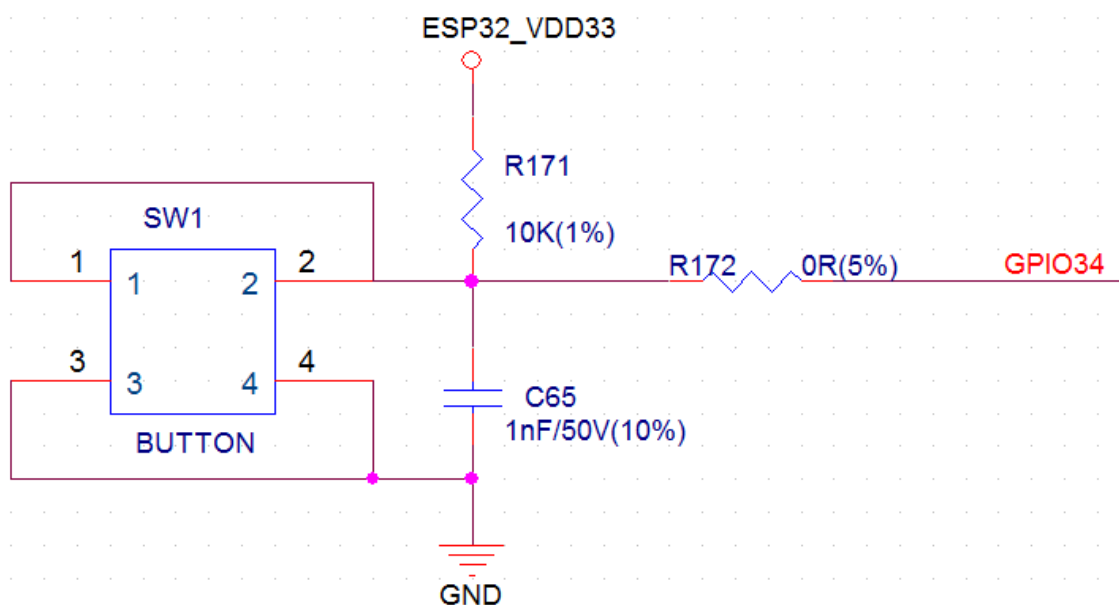 ESP32_VDD33
R171
10K(1%)
SW1
1
1
2
2
R172
0R(5%)
GPIO34
3
3
4
4
C65
1nF/50V(10%)
BUTTON
GND